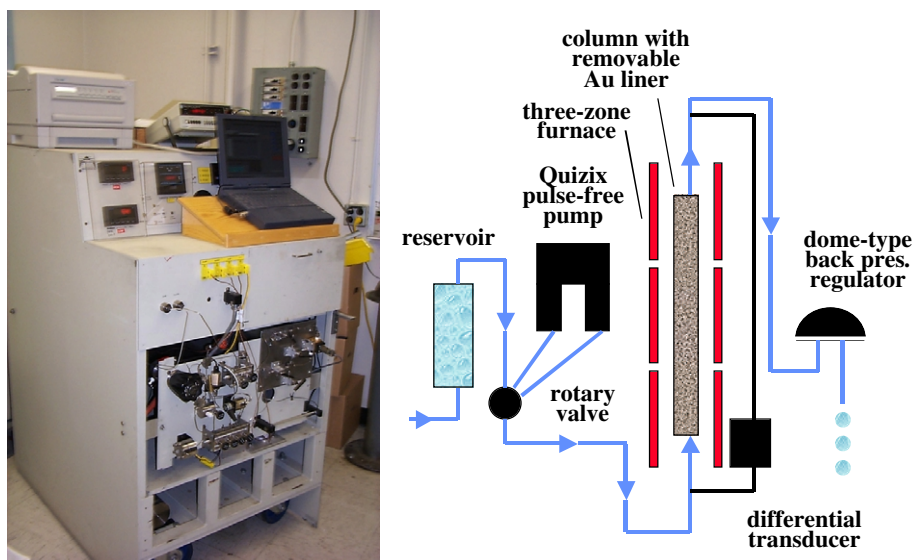 column with
removable
Au liner
three-zone
furnace
Quizix
pulse-free
pump
reservoir
dome-type
back pres.
regulator
rotary
valve
differential
transducer